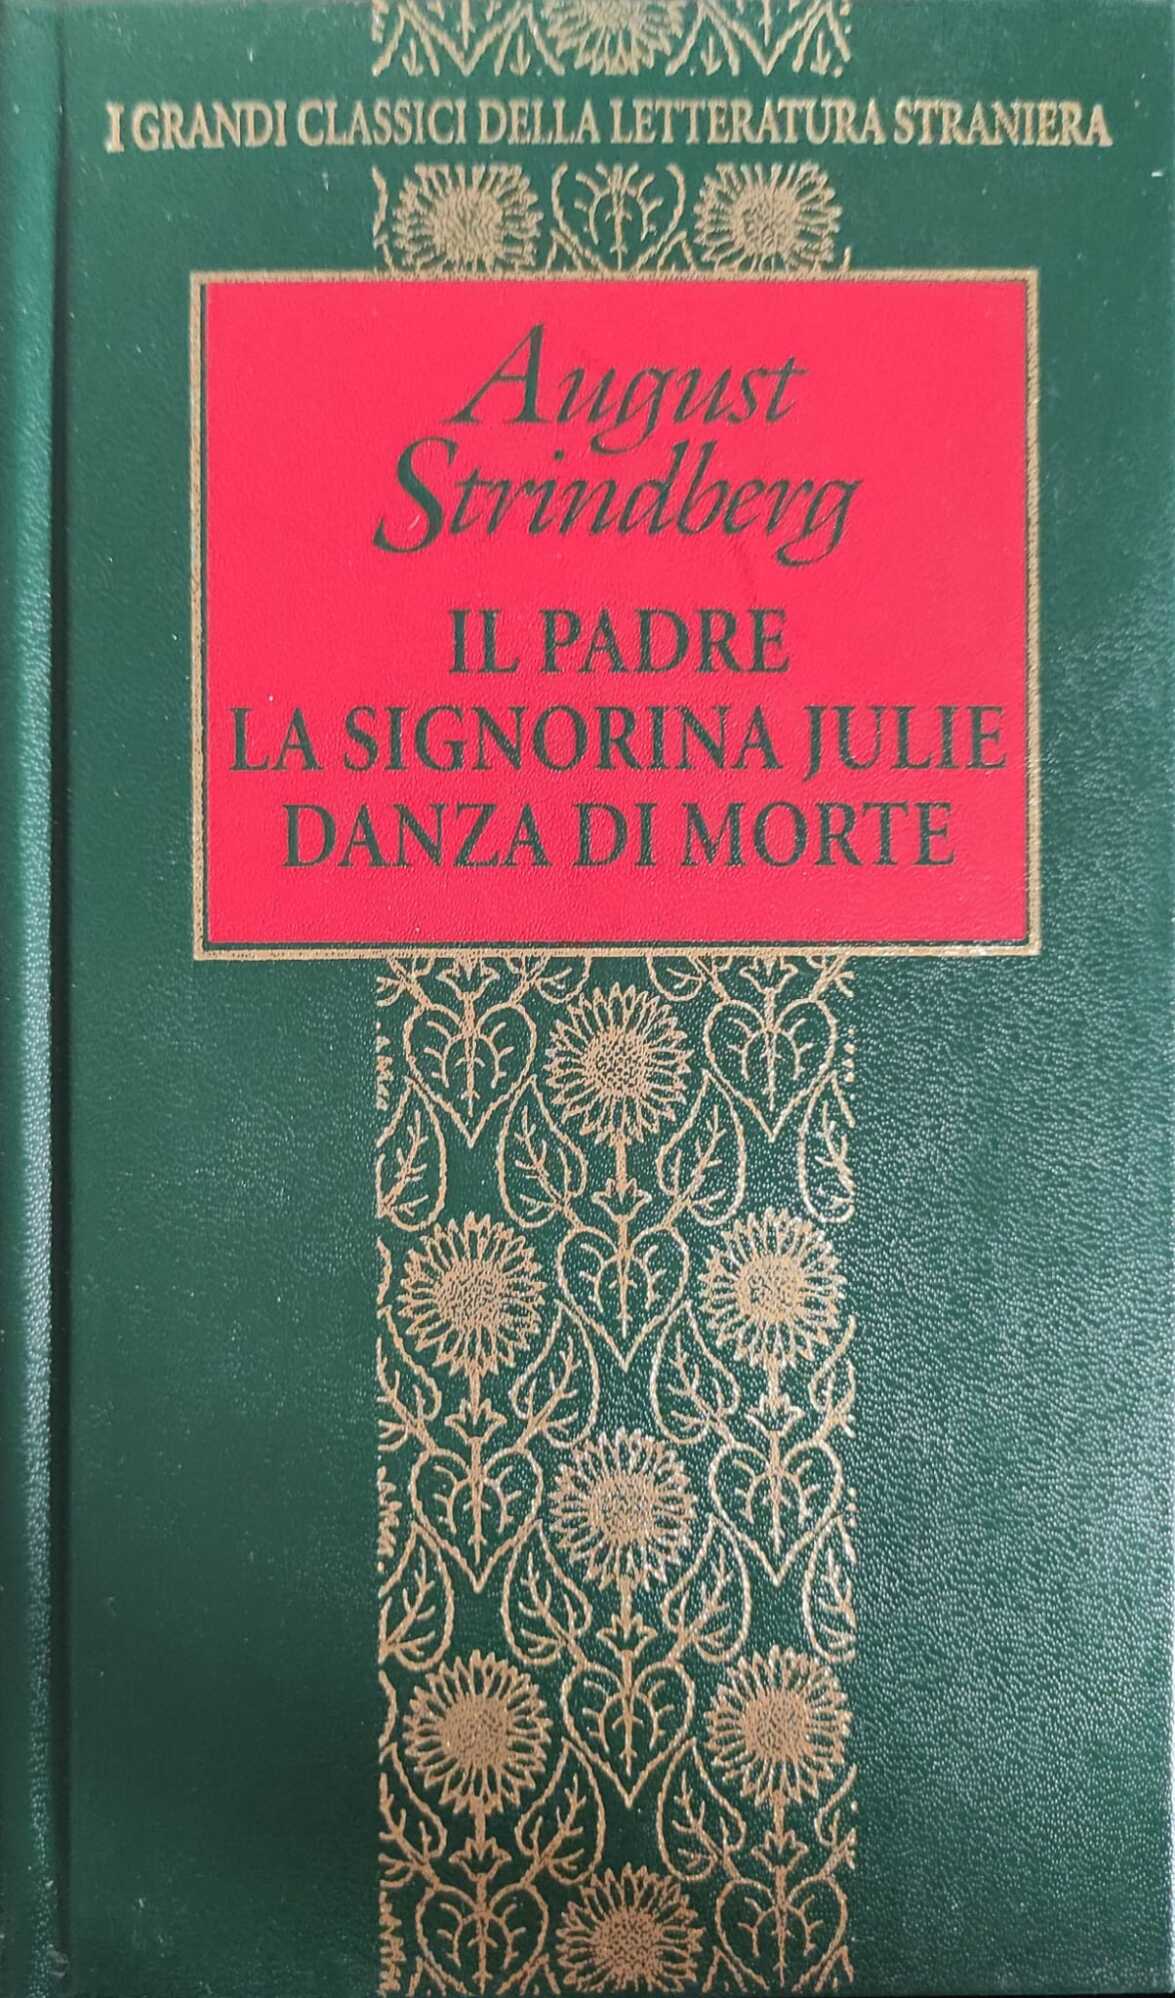 I GRANDI CLASSICI DELLA LETTERATURA STRANIERA
August
Strindberg
IL PADRE
LA SIGNORINA JULIE
DANZA DI MORTE